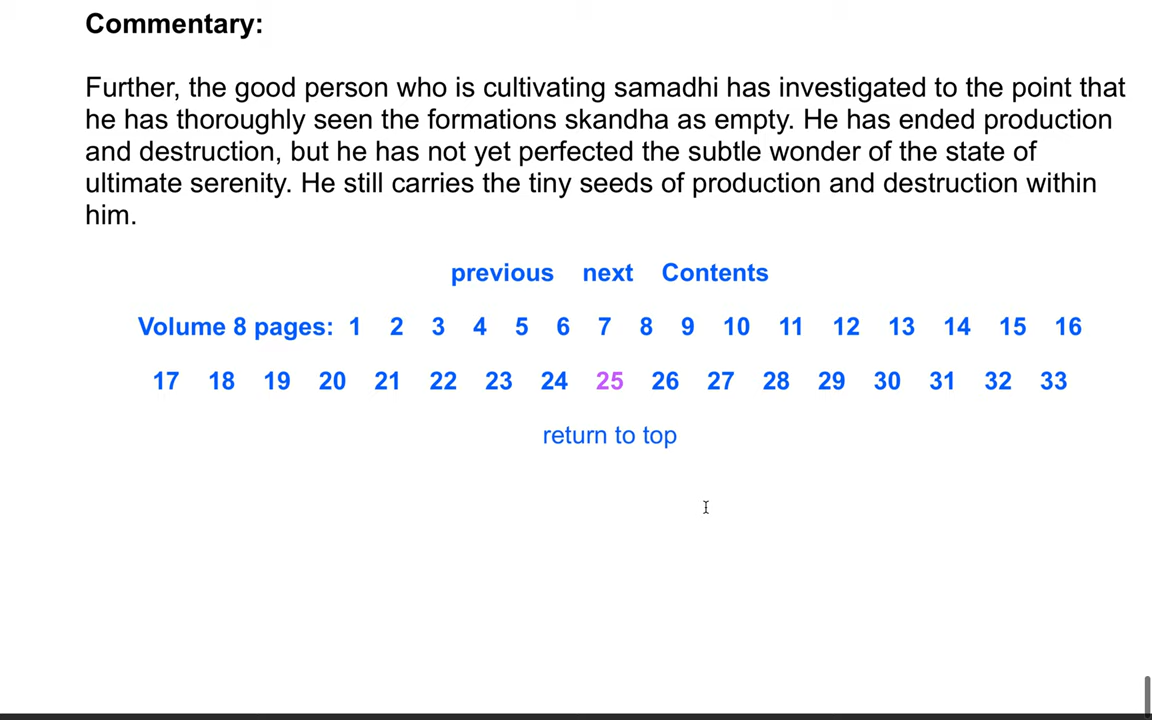 Commentary:
Further, the good person who is cultivating samadhi has investigated to the point that
he has thoroughly seen the formations skandha as empty. He has ended production
and destruction, but he has not yet perfected the subtle wonder of the state of
ultimate serenity. He still carries the tiny seeds of production and destruction within
him.
previous next Contents
Volume 8 pages: 1 2 3 4 5 6 7 8 9 10 11 12 13 14 15 16
17 18 19 20 21 22 23 24 25 26 27 28 29 30 31 32 33
return to top